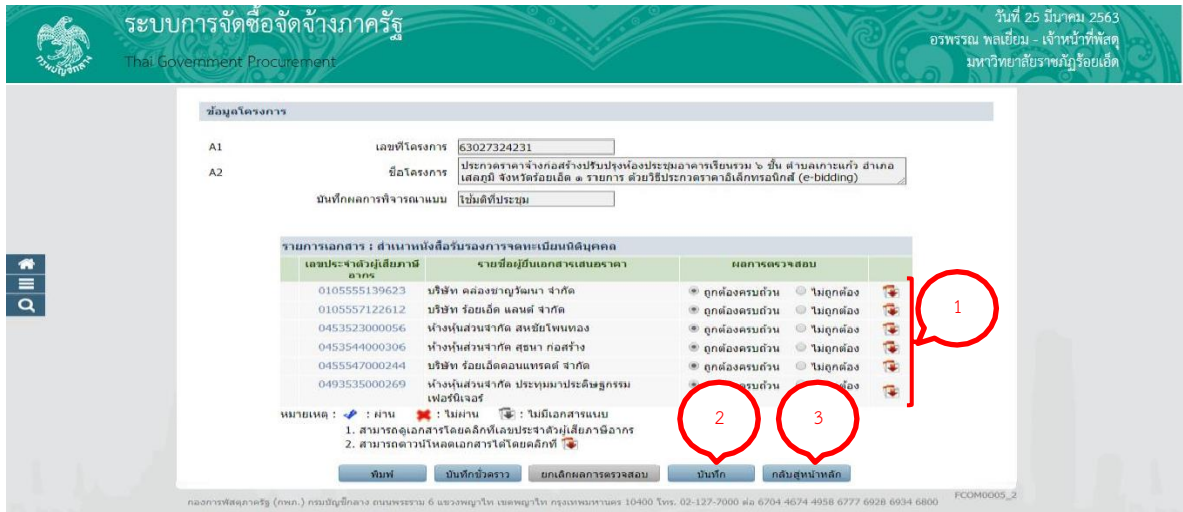 ระบบการจัดซื้อจัดจ้างภาครัฐ
Thai Government Procurement
วันที่ 25 มีนาคม 2563
อรพรรณ พลเยี่ยม - เจ้าหน้าที่พัสดุ
มหาวิทยาลัยราชภัฏร้อยเอ็ด
กรมบัญชีกลาง
ข้อมูลโครงการ
A1 เลขที่โครงการ 63027324231
A2 ชื่อโครงการ ประกวดราคาจ้างก่อสร้างปรับปรุงห้องประชุมอาคารเรียนรวม ๖ ชั้น ตำบลเกาะแก้ว อำเภอ
เสลภูมิ จังหวัดร้อยเอ็ด ๑ รายการ ด้วยวิธีประกวดราคาอิเล็กทรอนิกส์ (e-bidding)
บันทึกผลการพิจารณาแบบ ใช้มติที่ประชุม
รายการเอกสาร : สำเนาหนังสือรับรองการจดทะเบียนนิติบุคคล
เลขประจำตัวผู้เสียภาษี
อากร รายชื่อผู้ยื่นเอกสารเสนอราคา ผลการตรวจสอบ
0105555139623 บริษัท คล่องชาญวัฒนา จำกัด ถูกต้องครบถ้วน ไม่ถูกต้อง
0105557122612 บริษัท ร้อยเอ็ด แลนด์ จำกัด ถูกต้องครบถ้วน ไม่ถูกต้อง
0453523000056 ห้างหุ้นส่วนจำกัด สหชัยโพนทอง ถูกต้องครบถ้วน ไม่ถูกต้อง
0453544000306 ห้างหุ้นส่วนจำกัด สุธนา ก่อสร้าง ถูกต้องครบถ้วน ไม่ถูกต้อง
0455547000244 บริษัท ร้อยเอ็ดคอนแทรคต์ จำกัด ถูกต้องครบถ้วน ไม่ถูกต้อง
0493535000269 ห้างหุ้นส่วนจำกัด ประทุมมาประดิษฐกรรม
เฟอร์นิเจอร์
1
2
3
หมายเหตุ : : ผ่าน : ไม่ผ่าน : ไม่มีเอกสารแนบ
1. สามารถดูเอกสารโดยคลิกที่เลขประจำตัวผู้เสียภาษีอากร
2. สามารถดาวน์โหลดเอกสารได้โดยคลิกที่
พิมพ์ บันทึกชั่วคราว ยกเลิกผลการตรวจสอบ บันทึก กลับสู่หน้าหลัก
กองการพัสดุภาครัฐ (กพภ.) กรมบัญชีกลาง ถนนพระราม 6 แขวงพญาไท เขตพญาไท กรุงเทพมหานคร 10400 โทร. 02-127-7000 ต่อ 6704 4674 4958 6777 6928 6934 6800
FCOM0005_2